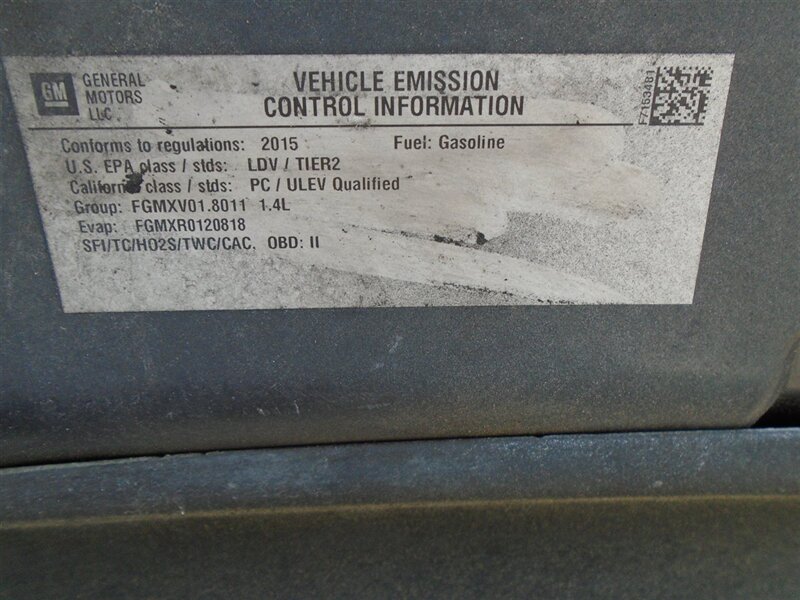 GM
GENERAL
MOTORS
LLC
VEHICLE EMISSION
CONTROL INFORMATION
F7163481
Conforms to regulations: 2015 Fuel: Gasoline
U.S. EPA class / stds: LDV / TIER2
California class / stds: PC / ULEV Qualified
Group: FGMXV01.8011 1.4L
Evap: FGMXR0120818
SFI/TC/HO2S/TWC/CAC, OBD: II